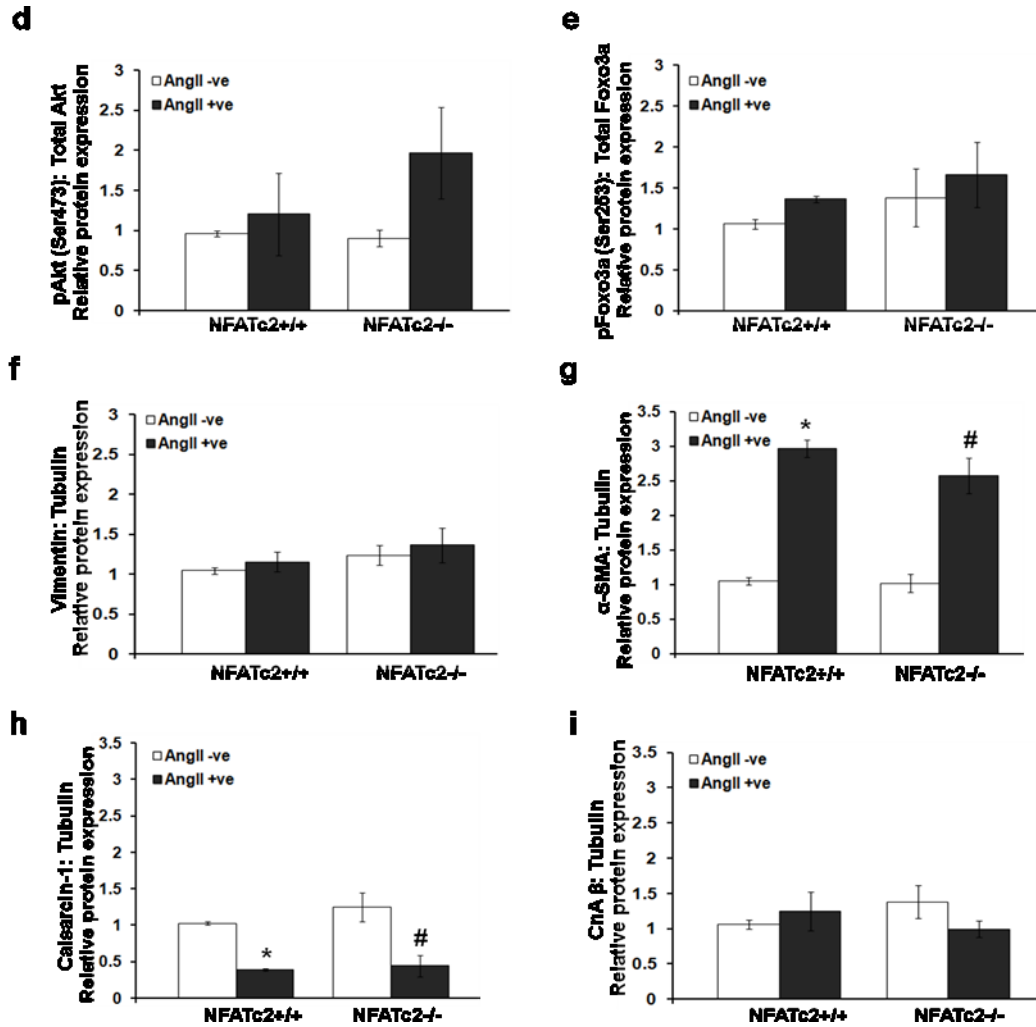 d
pAkt (Ser473): Total Akt
Relative protein expression
3
2.5
2
1.5
1
0.5
0
AngII -ve
AngII +ve
NFATc2+/+ NFATc2-/-
e
pFoxo3a (Ser253): Total Foxo3a
Relative protein expression
3
2.5
2
1.5
1
0.5
0
AngII -ve
AngII +ve
NFATc2+/+ NFATc2-/-
f
Vimentin: Tubulin
Relative protein expression
3
2.5
2
1.5
1
0.5
0
AngII -ve
AngII +ve
NFATc2+/+ NFATc2-/-
g
α-SMA: Tubulin
Relative protein expression
3.5
3
2.5
2
1.5
1
0.5
0
AngII -ve
AngII +ve
* #
NFATc2+/+ NFATc2-/-
h
Calsarcin-1: Tubulin
Relative protein expression
3.5
3
2.5
2
1.5
1
0.5
0
AngII -ve
AngII +ve
* #
NFATc2+/+ NFATc2-/-
i
CnA β: Tubulin
Relative protein expression
3.5
3
2.5
2
1.5
1
0.5
0
AngII -ve
AngII +ve
NFATc2+/+ NFATc2-/-